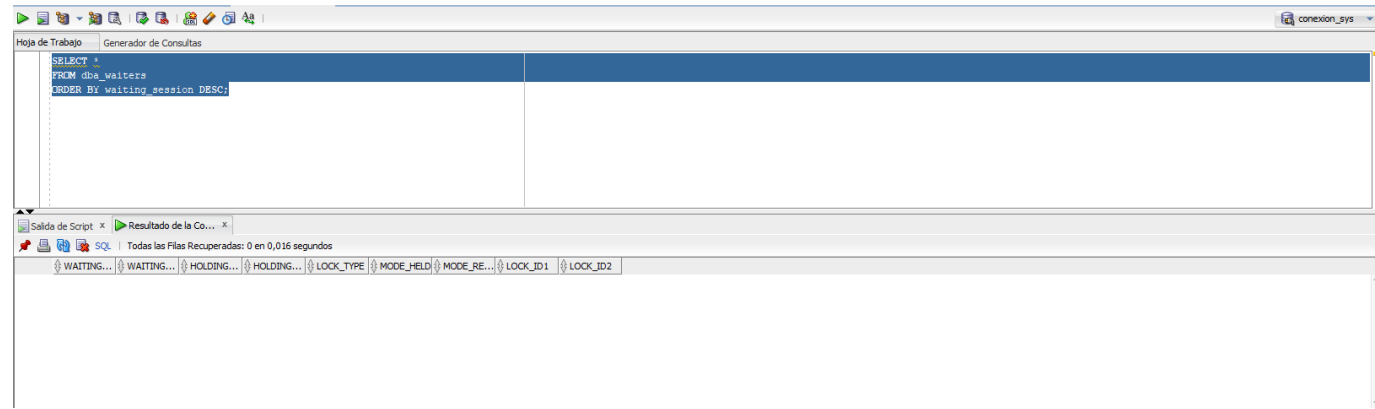 conexion_sys
Hoja de Trabajo Generador de Consultas
SELECT *
FROM dba_waiters
ORDER BY waiting_session DESC;
Salida de Script x Resultado de la Co... x
SQL | Todas las Filas Recuperadas: 0 en 0,016 segundos
WAITING... WAITING... HOLDING... HOLDING... LOCK_TYPE MODE_HELD MODE_RE... LOCK_ID1 LOCK_ID2